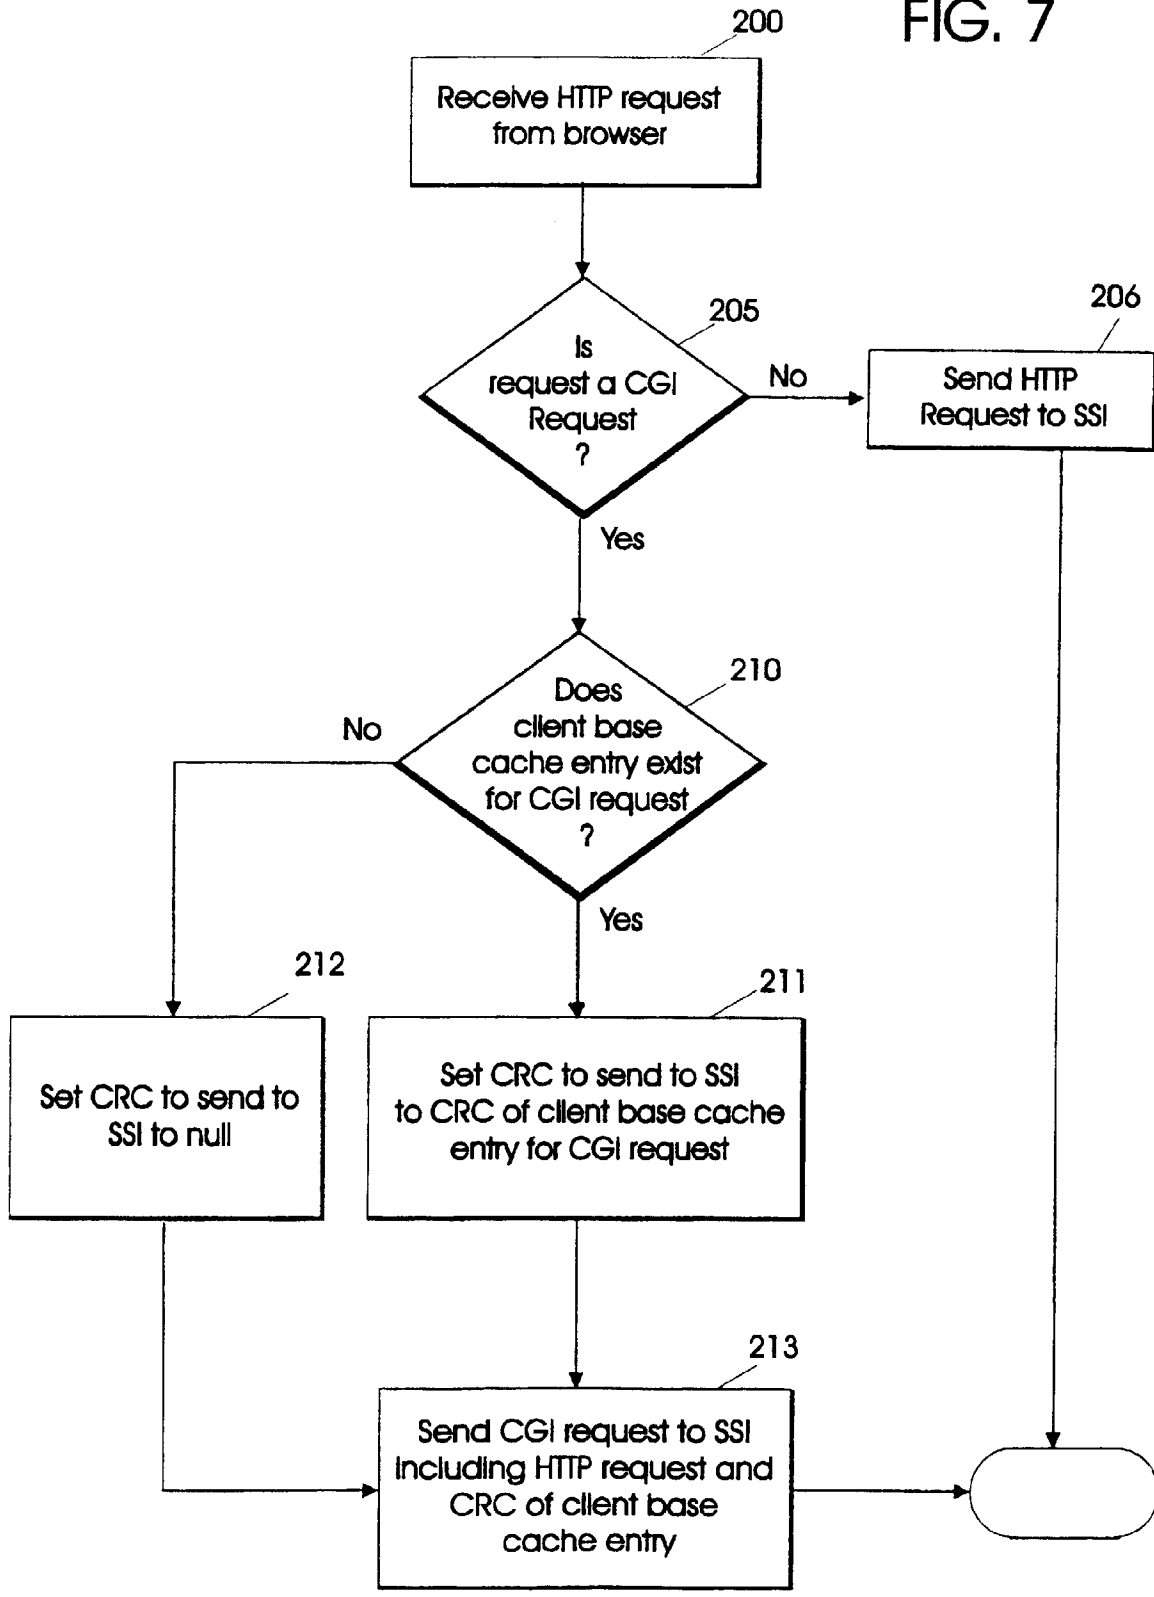 FIG. 7
200
Receive HTTP request
from browser
205
Is
request a CGI
Request
?
No
206
Send HTTP
Request to SSI
Yes
210
Does
client base
cache entry exist
for CGI request
?
No
Yes
212
Set CRC to send to
SSI to null
211
Set CRC to send to SSI
to CRC of client base cache
entry for CGI request
213
Send CGI request to SSI
including HTTP request and
CRC of client base
cache entry